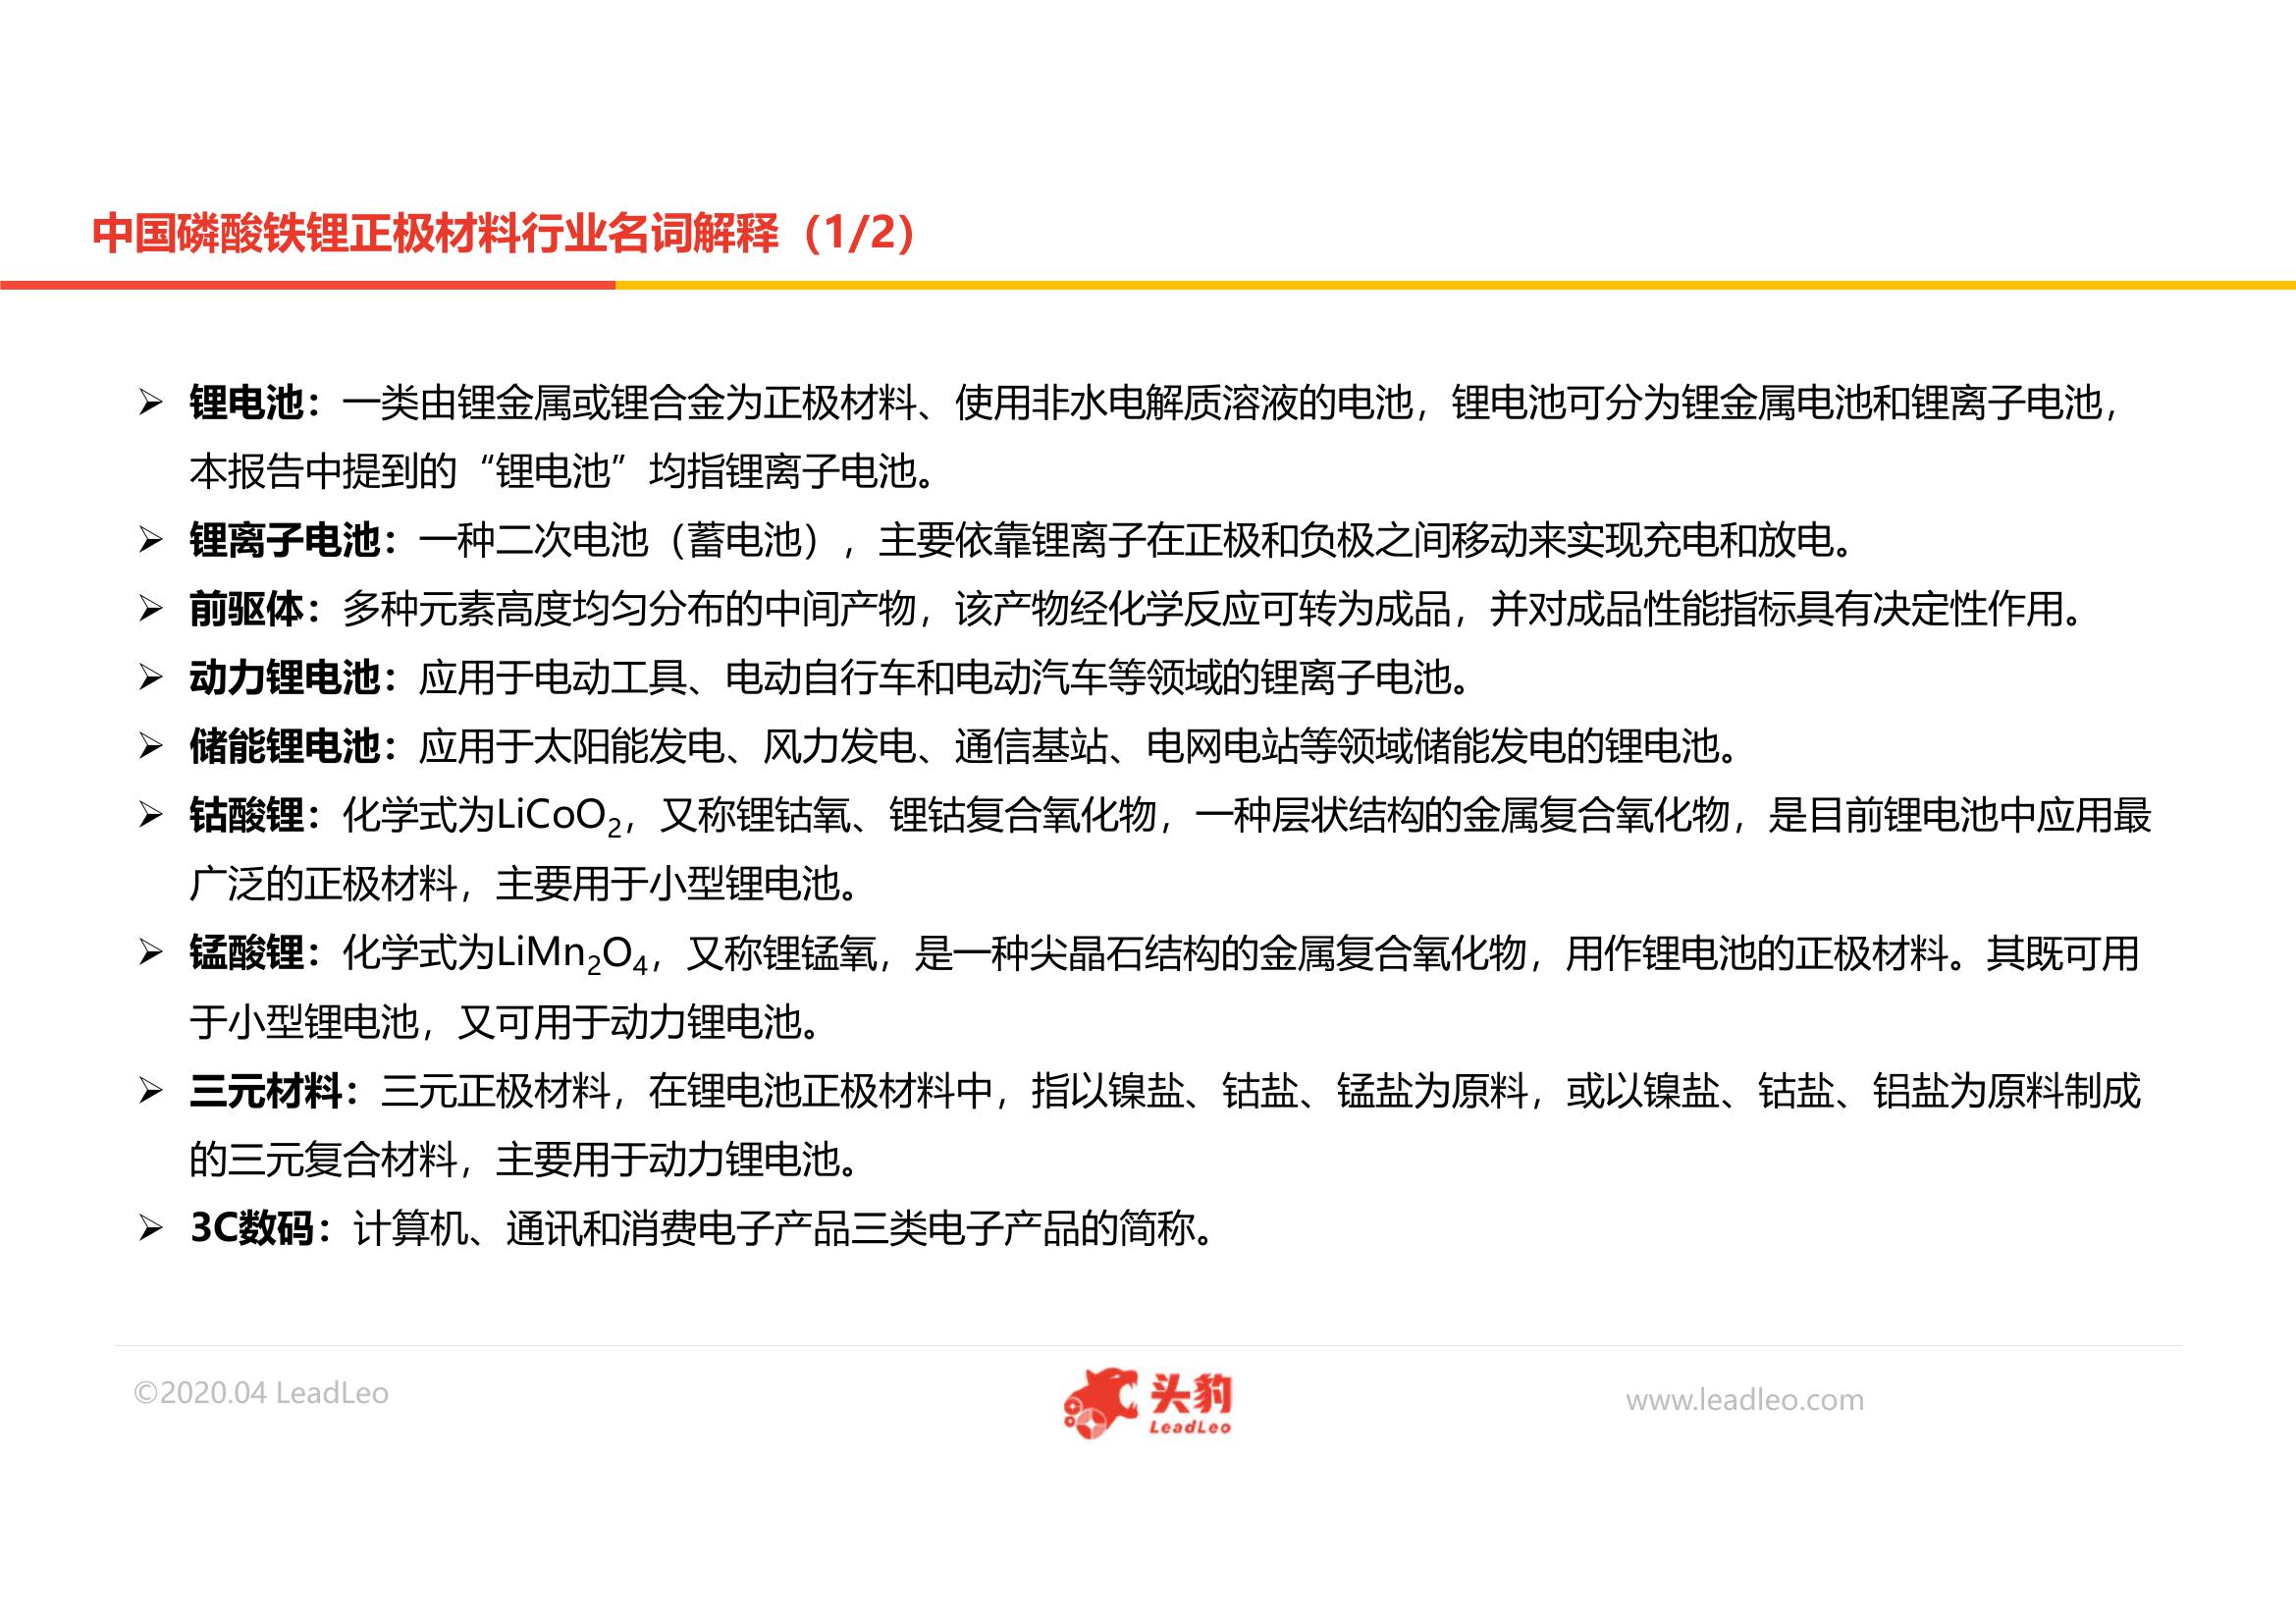 中国磷酸铁锂正极材料行业名词解释（1/2）
➢ 锂电池：一类由锂金属或锂合金为正极材料、使用非水电解质溶液的电池，锂电池可分为锂金属电池和锂离子电池，
本报告中提到的“锂电池”均指锂离子电池。
➢ 锂离子电池：一种二次电池（蓄电池），主要依靠锂离子在正极和负极之间移动来实现充电和放电。
➢ 前驱体：多种元素高度均匀分布的中间产物，该产物经化学反应可转为成品，并对成品性能指标具有决定性作用。
➢ 动力锂电池：应用于电动工具、电动自行车和电动汽车等领域的锂离子电池。
➢ 储能锂电池：应用于太阳能发电、风力发电、通信基站、电网电站等领域储能发电的锂电池。
➢ 钴酸锂：化学式为LiCoO₂，又称锂钴氧、锂钴复合氧化物，一种层状结构的金属复合氧化物，是目前锂电池中应用最
广泛的正极材料，主要用于小型锂电池。
➢ 锰酸锂：化学式为LiMn₂O₄，又称锂锰氧，是一种尖晶石结构的金属复合氧化物，用作锂电池的正极材料。其既可用
于小型锂电池，又可用于动力锂电池。
➢ 三元材料：三元正极材料，在锂电池正极材料中，指以镍盐、钴盐、锰盐为原料，或以镍盐、钴盐、铝盐为原料制成
的三元复合材料，主要用于动力锂电池。
➢ 3C数码：计算机、通讯和消费电子产品三类电子产品的简称。
©2020.04 LeadLeo
头豹
LeadLeo
www.leadleo.com